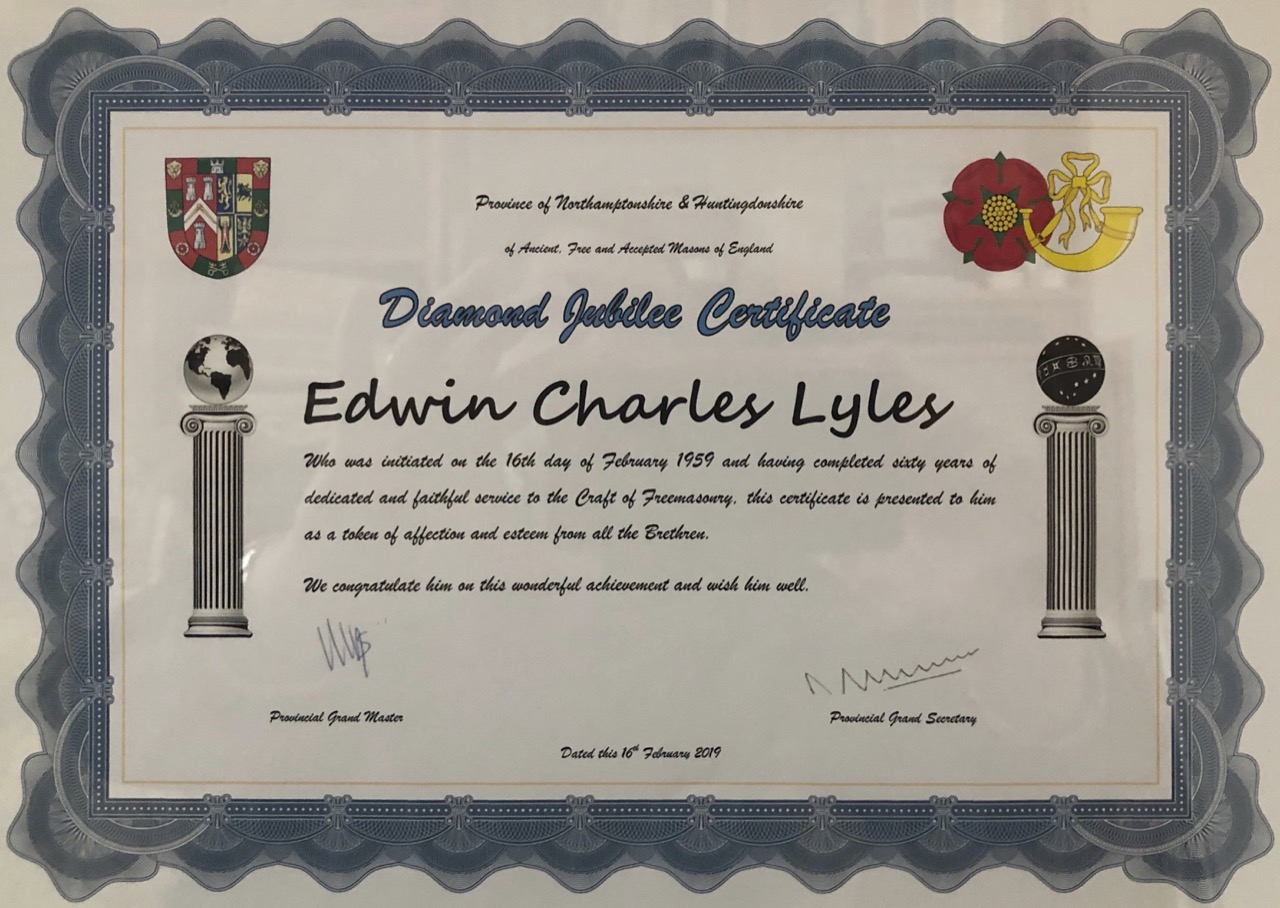 Province of Northamptonshire & Huntingdonshire
of Ancient, Free and Accepted Masons of England
Diamond Jubilee Certificate
Edwin Charles Lyles
Who was initiated on the 16th day of February 1959 and having completed sixty years of
dedicated and faithful service to the Craft of Freemasonry, this certificate is presented to him
as a token of affection and esteem from all the Brethren.
We congratulate him on this wonderful achievement and wish him well.
Provincial Grand Master
Provincial Grand Secretary
Dated this 16th February 2019